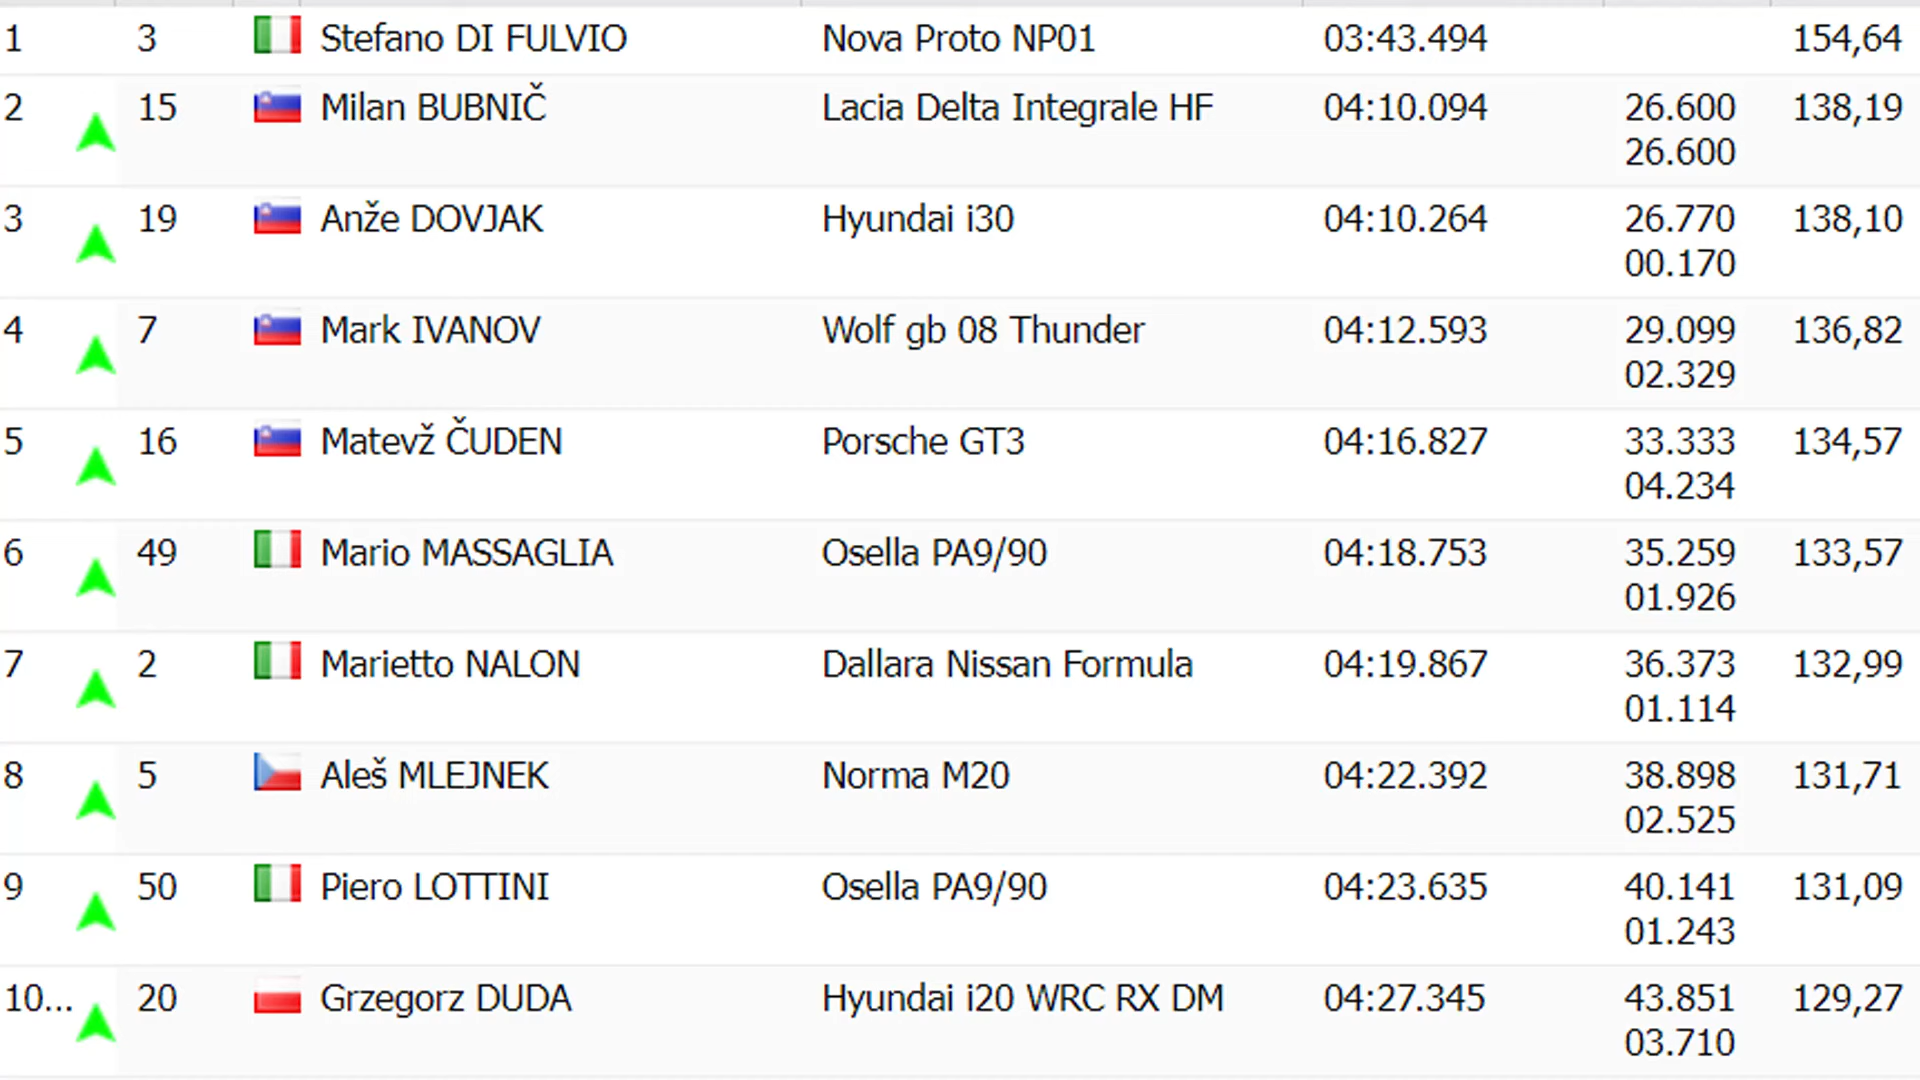 1 3 Stefano DI FULVIO Nova Proto NP01 03:43.494 154,64
2 15 Milan BUBNIČ Lacia Delta Integrale HF 04:10.094 26.600 138,19
26.600
3 19 Anže DOVJAK Hyundai i30 04:10.264 26.770 138,10
00.170
4 7 Mark IVANOV Wolf gb 08 Thunder 04:12.593 29.099 136,82
02.329
5 16 Matevž ČUDEN Porsche GT3 04:16.827 33.333 134,57
04.234
6 49 Mario MASSAGLIA Osella PA9/90 04:18.753 35.259 133,57
01.926
7 2 Marietto NALON Dallara Nissan Formula 04:19.867 36.373 132,99
01.114
8 5 Aleš MLEJNEK Norma M20 04:22.392 38.898 131,71
02.525
9 50 Piero LOTTINI Osella PA9/90 04:23.635 40.141 131,09
01.243
10... 20 Grzegorz DUDA Hyundai i20 WRC RX DM 04:27.345 43.851 129,27
03.710